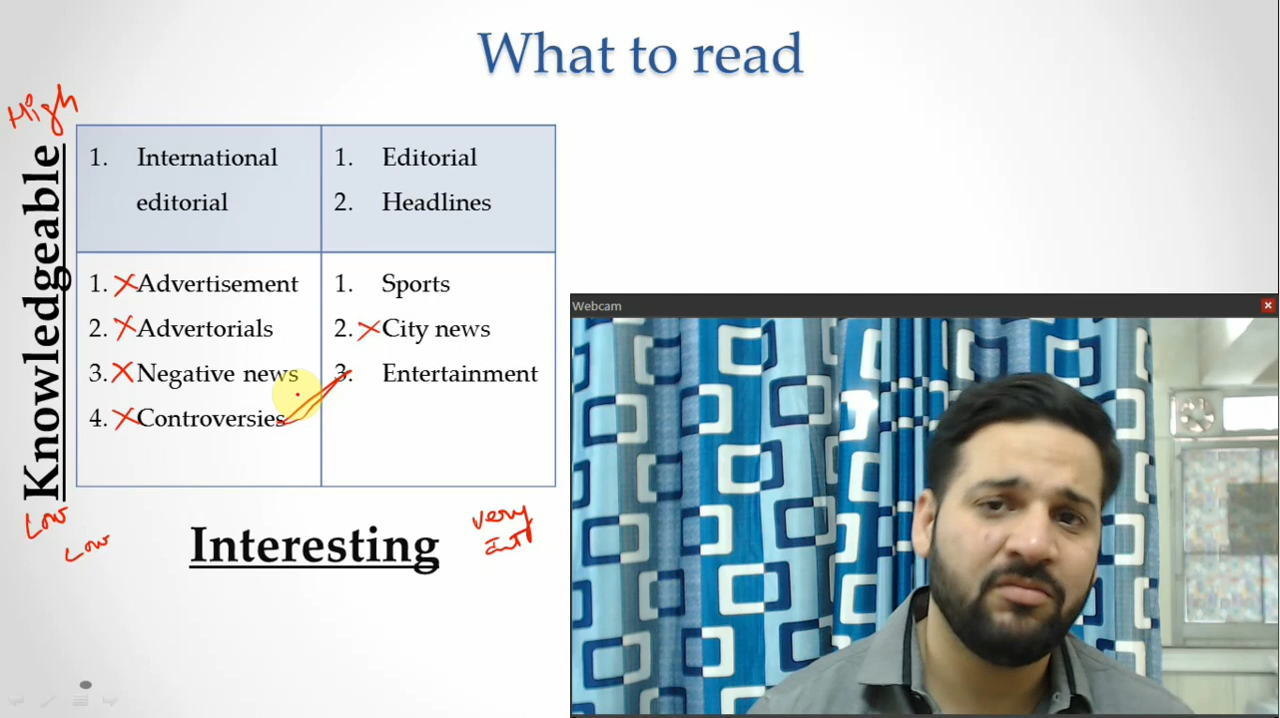 What to read
High
Knowledgeable
1. International
editorial
1. Editorial
2. Headlines
1. Advertisement
2. Advertorials
3. Negative news
4. Controversies
1. Sports
2. City news
3. Entertainment
Low
Low
Interesting
very
Int
Webcam